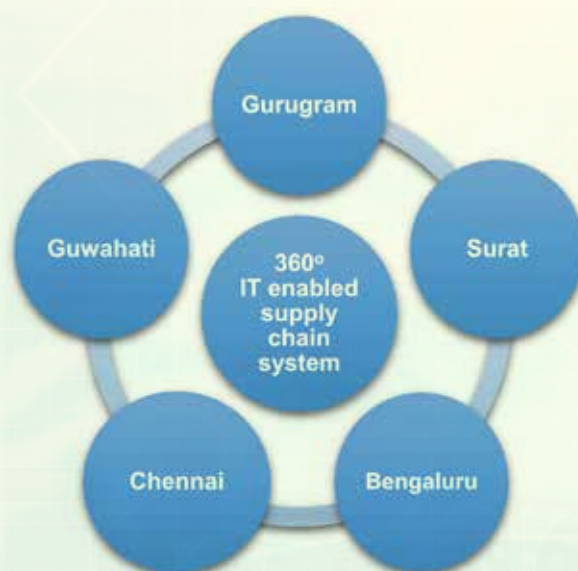 Gurugram
Guwahati
Surat
360°
IT enabled
supply
chain
system
Chennai
Bengaluru